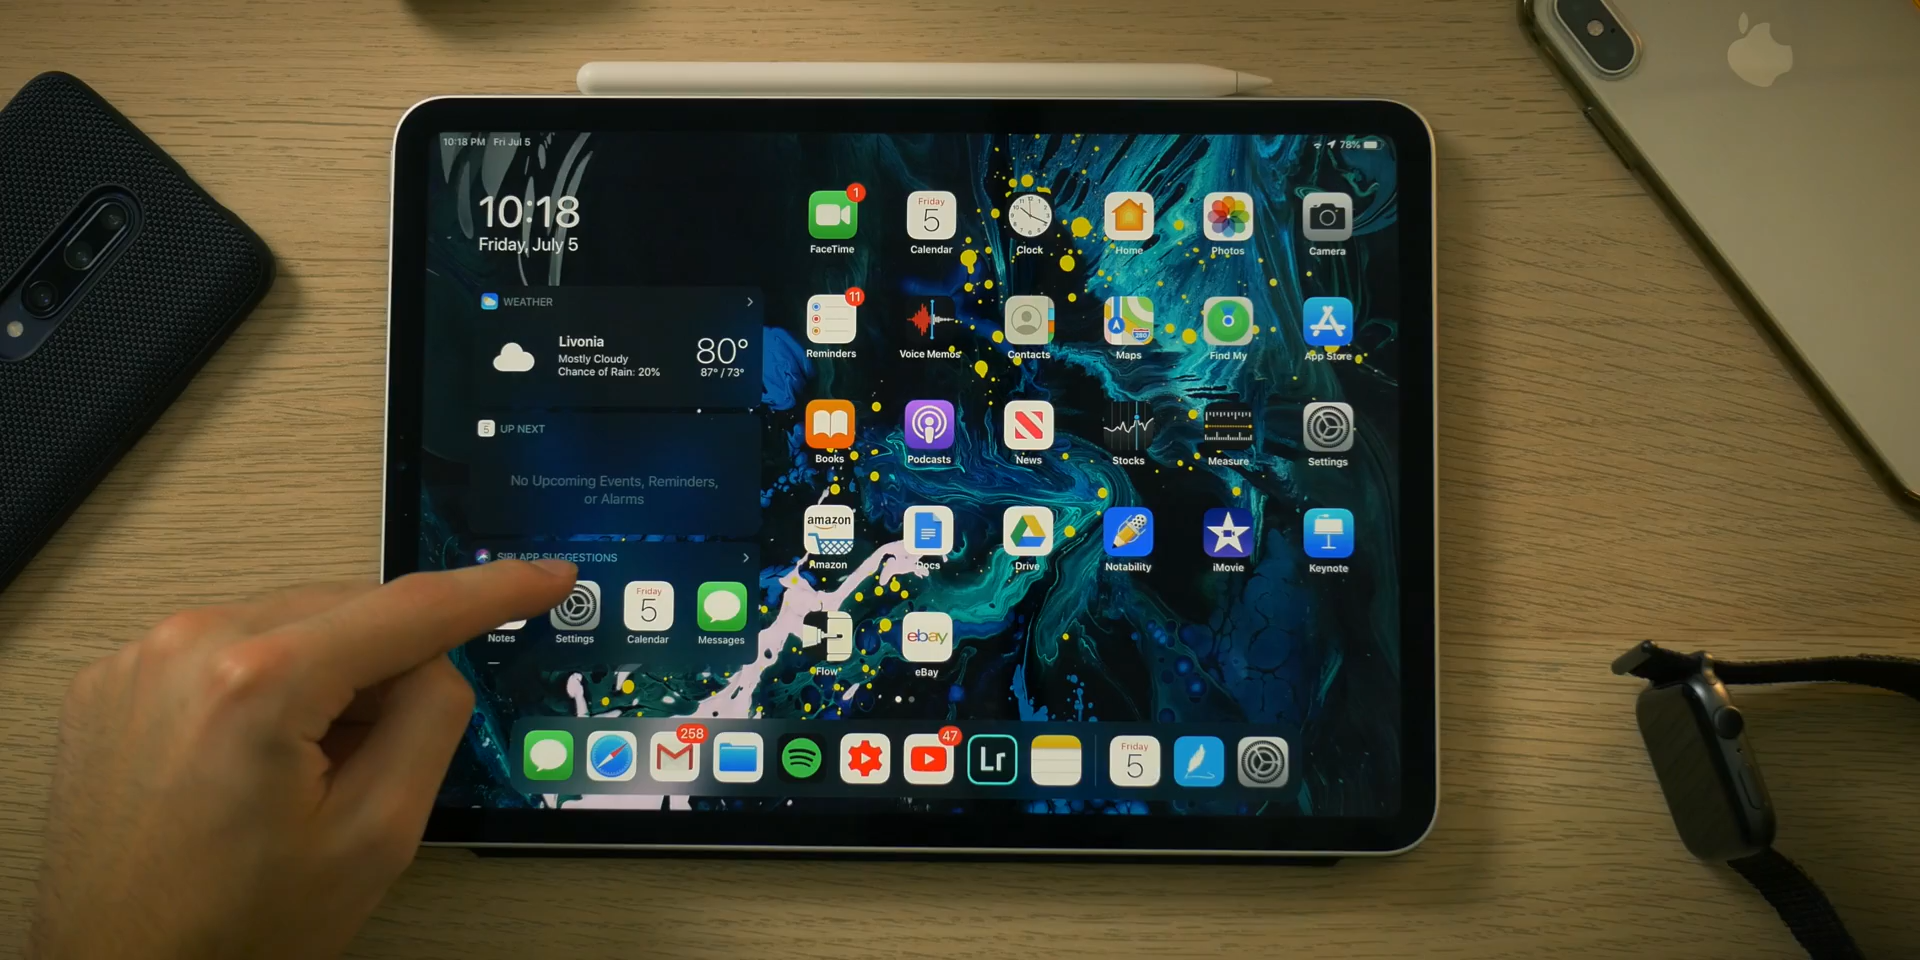 10:18 PM Fri Jul 5
78%
10:18
Friday, July 5
WEATHER
Livonia
Mostly Cloudy
Chance of Rain: 20%
80°
87° / 73°
UP NEXT
No Upcoming Events, Reminders,
or Alarms
SIRI APP SUGGESTIONS
Notes
Settings
Friday
5
Calendar
Messages
1
FaceTime
Friday
5
Calendar
Clock
Home
Photos
Camera
11
Reminders
Voice Memos
Contacts
280
Maps
Find My
App Store
Books
Podcasts
News
Stocks
Measure
Settings
amazon
Amazon
Docs
Drive
Notability
iMovie
Keynote
Flow
ebay
eBay
258
47
Lr
Friday
5